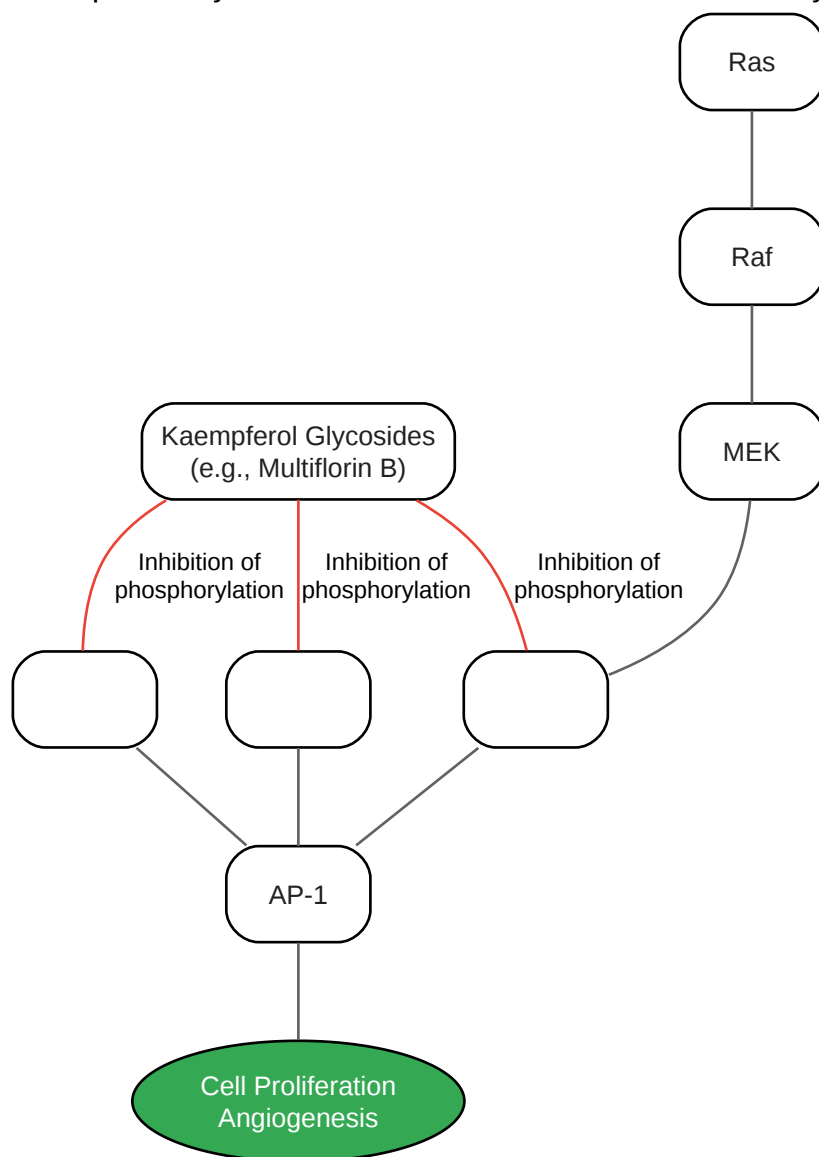 Ras
Raf
Kaempferol Glycosides
(e.g., Multiflorin B)
MEK
Inhibition of
phosphorylation
Inhibition of
phosphorylation
Inhibition of
phosphorylation
AP-1
Cell Proliferation
Angiogenesis